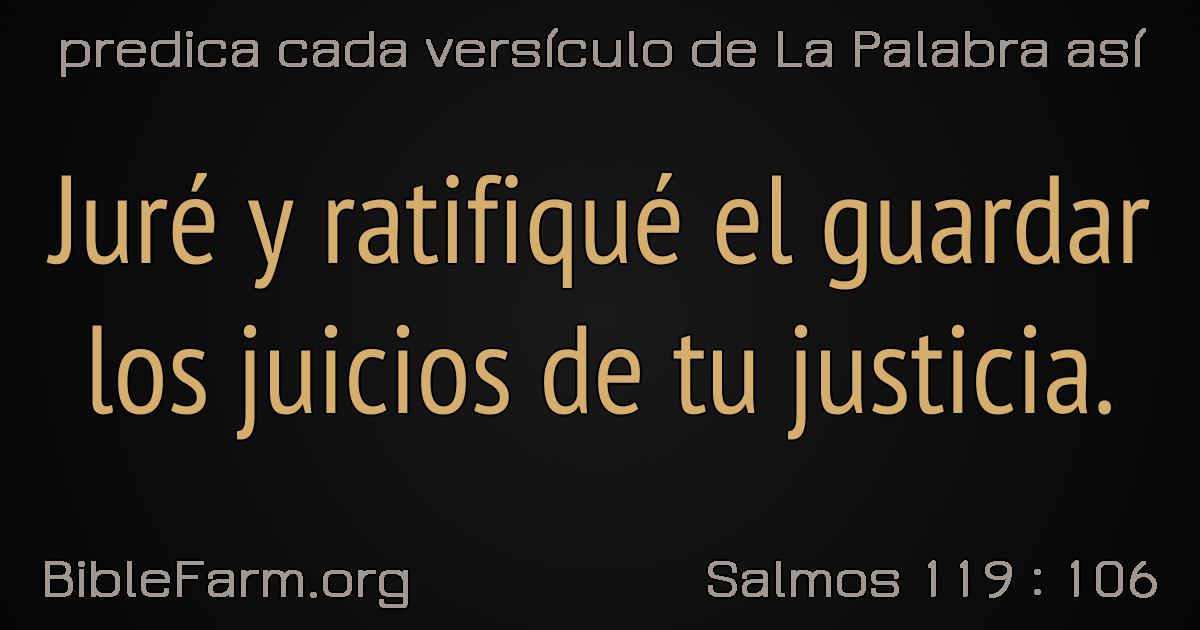 predica cada versículo de La Palabra así
Juré y ratifiqué el guardar
los juicios de tu justicia.
BibleFarm.org
Salmos 119 : 106